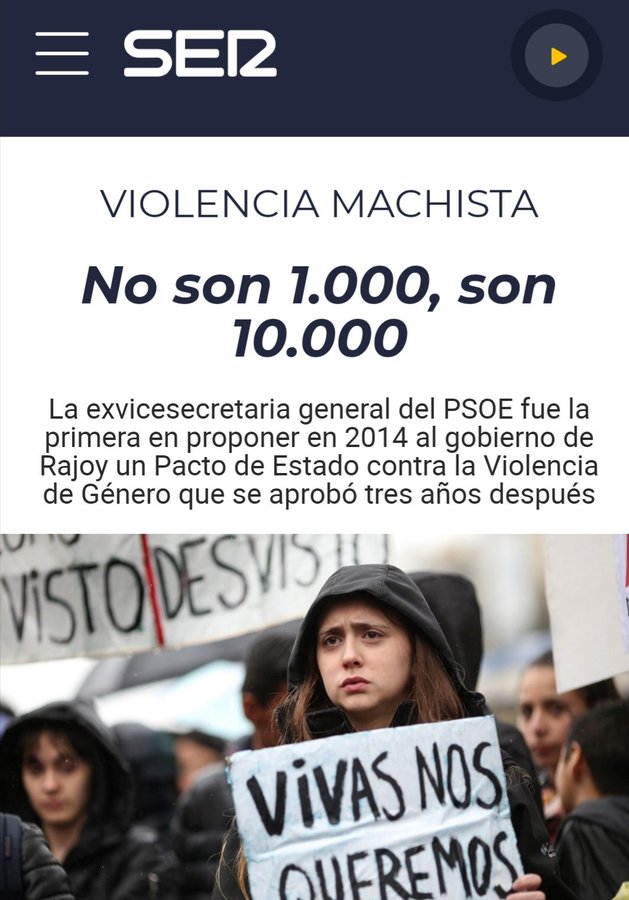 SER
VIOLENCIA MACHISTA
No son 1.000, son
10.000
La exvicesecretaria general del PSOE fue la
primera en proponer en 2014 al gobierno de
Rajoy un Pacto de Estado contra la Violencia
de Género que se aprobó tres años después
VISTO DESVISTO
VIVAS NOS
QUEREMOS